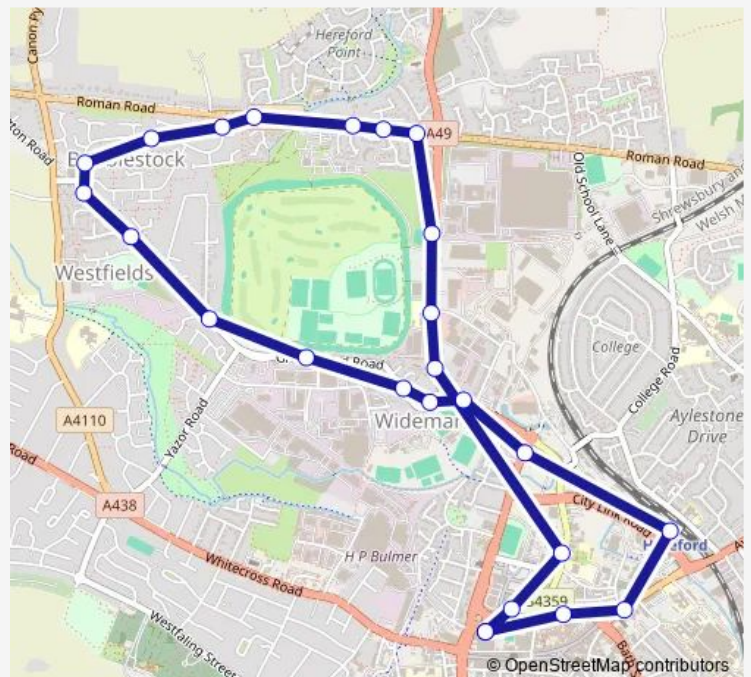 Canon Py
Hereford
Point
Roman Road
A49
ton Road
Roman Road
Old School Lane
Shrewsbury and
Welsh M
Westfields
College
College Road
Road
Aylestone
Drive
A4110
Yazor Road
Widemar
Road
A438
City Link Road
H P Bulmer
Whitecross Road
Westfaling Street
© OpenStreetMap contributors